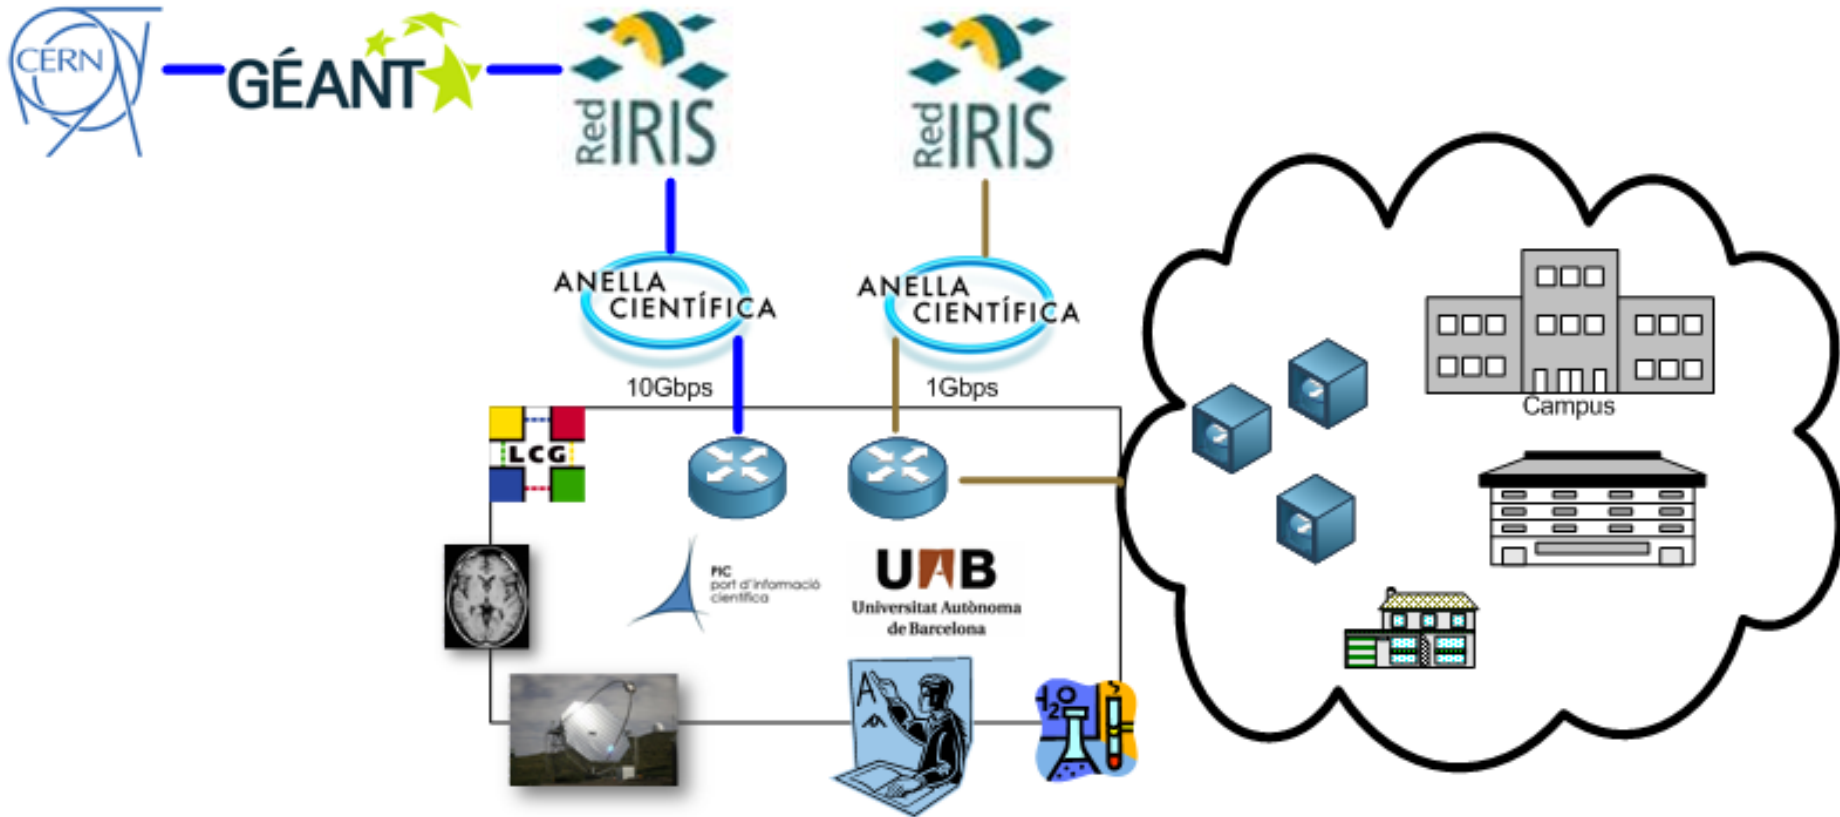 CERN
GÉANT
Red IRIS
Red IRIS
ANELLA
CIENTÍFICA
ANELLA
CIENTÍFICA
10Gbps
1Gbps
Campus
LCG
PIC
port d'informació
científica
UAB
Universitat Autònoma
de Barcelona
A
H2O